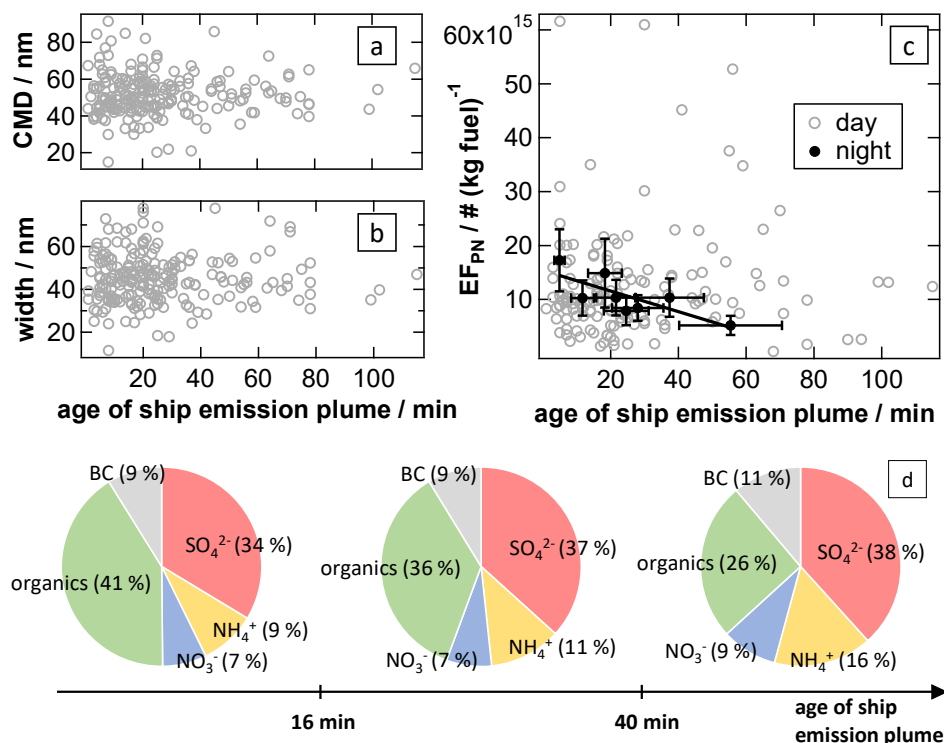 a
CMD / nm
80
60
40
20
b
width / nm
60
40
20
20 40 60 80 100
age of ship emission plume / min
c
60x10^15
50
40
30
20
10
EF_PN / # (kg fuel)^-1
day
night
20 40 60 80 100
age of ship emission plume / min
d
BC (9 %)
SO₄²⁻ (34 %)
organics (41 %)
NH₄⁺ (9 %)
NO₃⁻ (7 %)
BC (9 %)
SO₄²⁻ (37 %)
organics (36 %)
NH₄⁺ (11 %)
NO₃⁻ (7 %)
BC (11 %)
SO₄²⁻ (38 %)
organics (26 %)
NO₃⁻ (9 %)
NH₄⁺ (16 %)
16 min
40 min
age of ship
emission plume